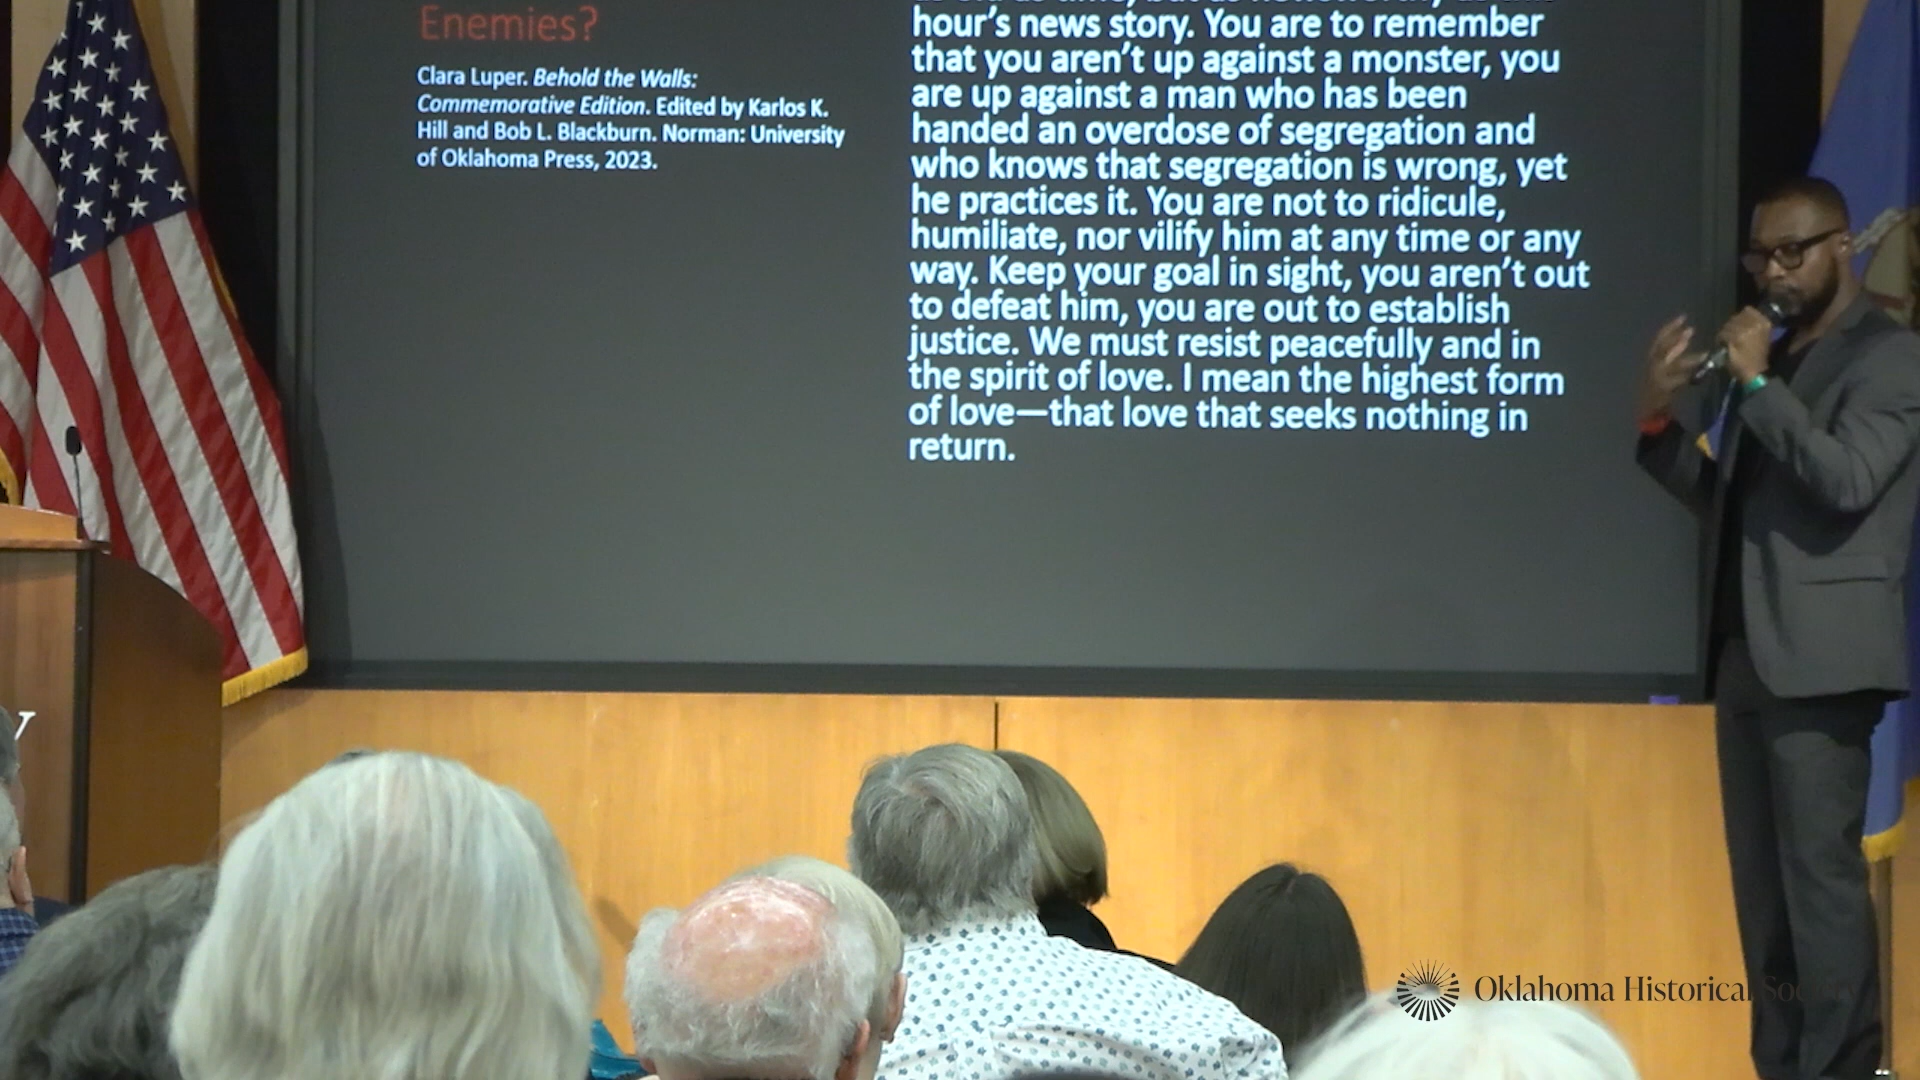 Enemies?
Clara Luper. Behold the Walls:
Commemorative Edition. Edited by Karlos K.
Hill and Bob L. Blackburn. Norman: University
of Oklahoma Press, 2023.
hour's news story. You are to remember
that you aren't up against a monster, you
are up against a man who has been
handed an overdose of segregation and
who knows that segregation is wrong, yet
he practices it. You are not to ridicule,
humiliate, nor vilify him at any time or any
way. Keep your goal in sight, you aren't out
to defeat him, you are out to establish
justice. We must resist peacefully and in
the spirit of love. I mean the highest form
of love—that love that seeks nothing in
return.
Oklahoma Historical